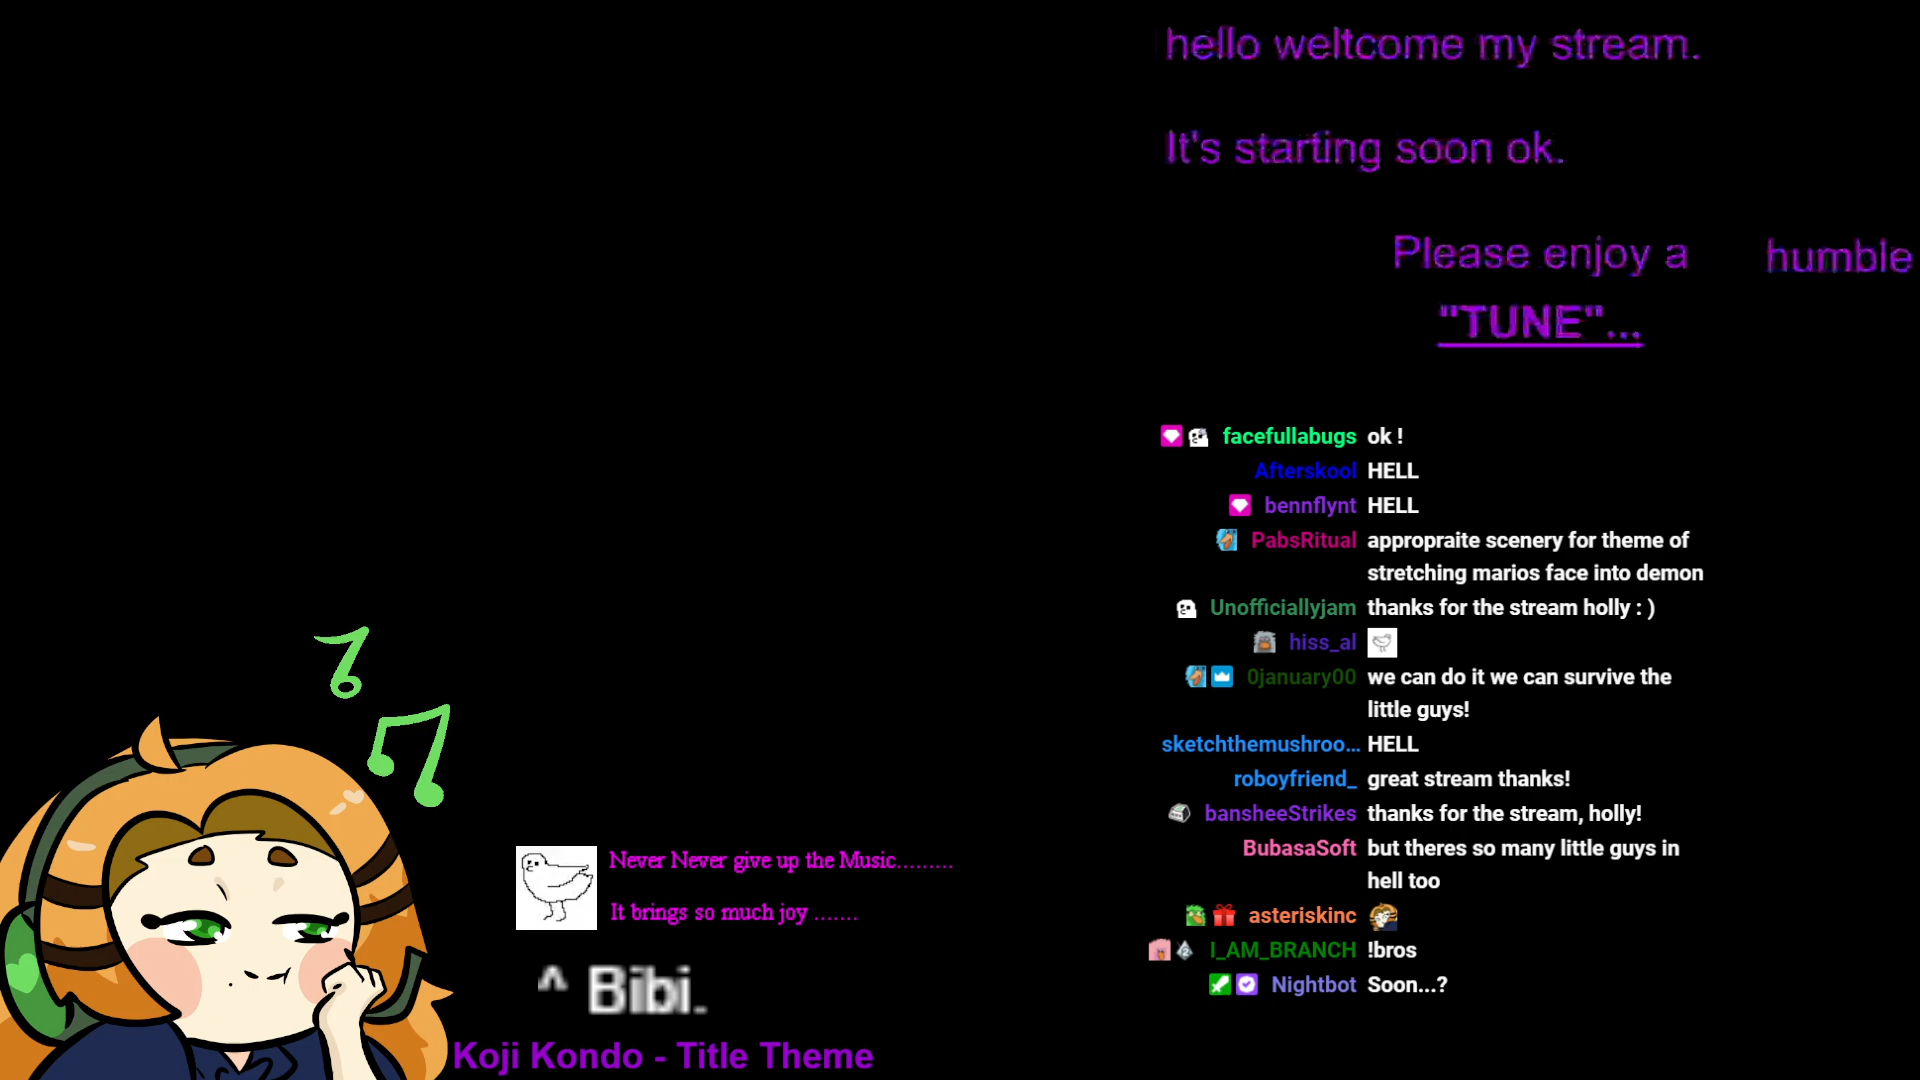 hello weltcome my stream.
It's starting soon ok.
Please enjoy a humble
"TUNE"...
facefullabugs ok !
Afterskool HELL
bennflynt HELL
PabsRitual appropraite scenery for theme of
stretching marios face into demon
Unofficiallyjam thanks for the stream holly : )
hiss_al
0january00 we can do it we can survive the
little guys!
sketchthemushroo... HELL
roboyfriend_ great stream thanks!
bansheeStrikes thanks for the stream, holly!
BubasaSoft but theres so many little guys in
hell too
asteriskinc
I_AM_BRANCH !bros
Nightbot Soon...?
Never Never give up the Music.........
It brings so much joy .......
^ Bibi.
Koji Kondo - Title Theme